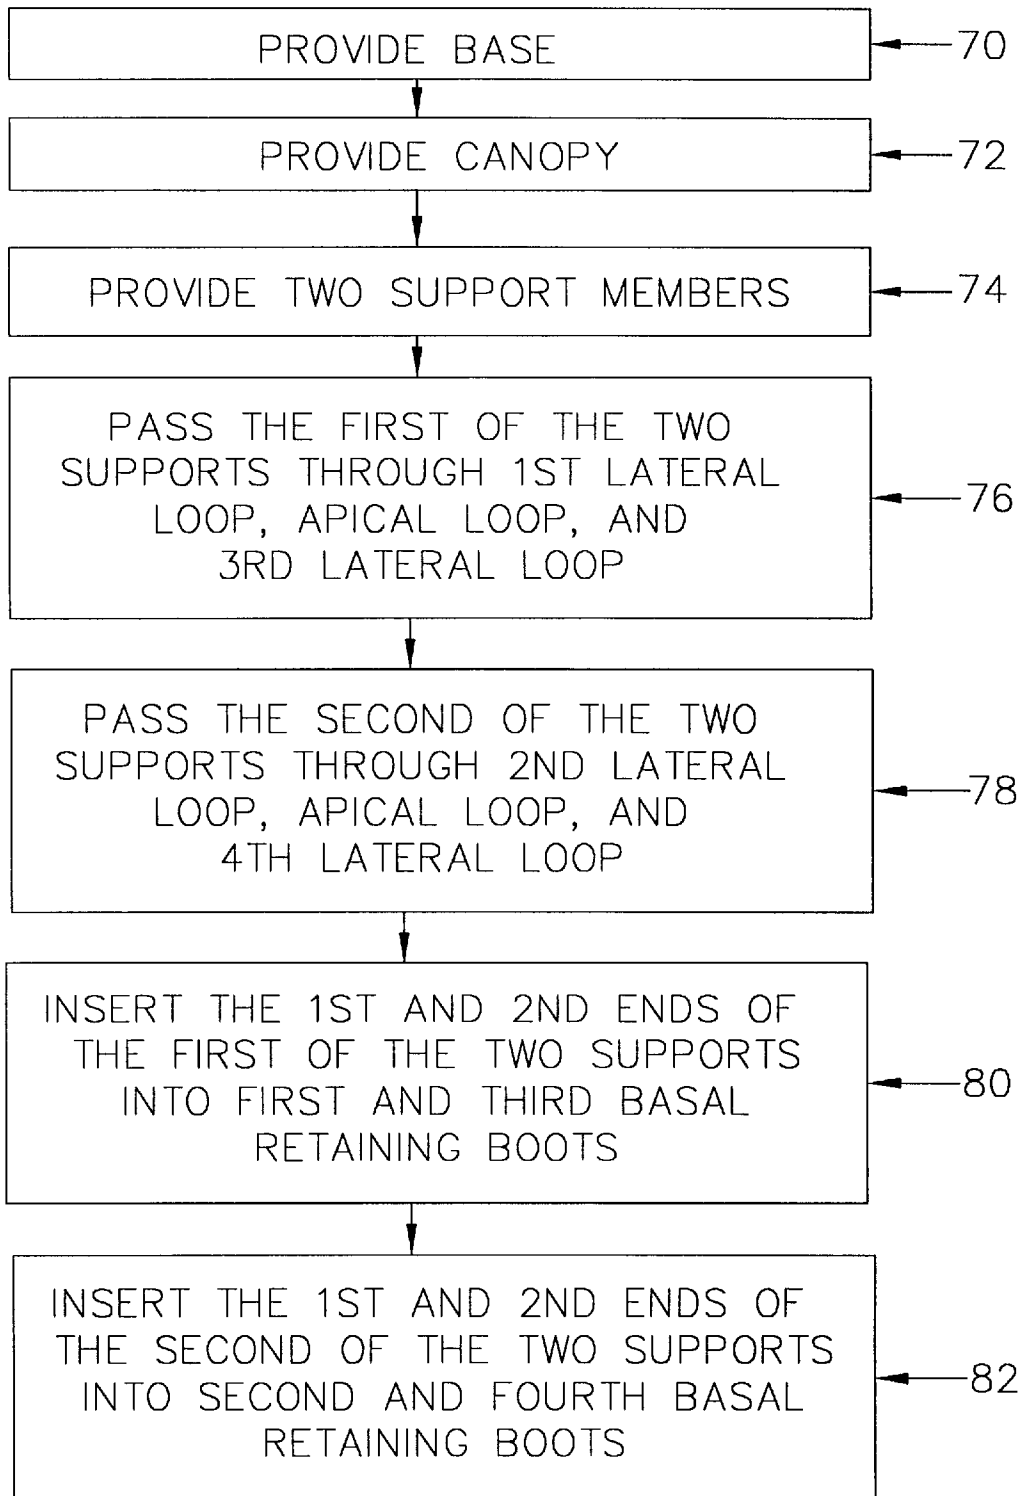 PROVIDE BASE
70
PROVIDE CANOPY
72
PROVIDE TWO SUPPORT MEMBERS
74
PASS THE FIRST OF THE TWO
SUPPORTS THROUGH 1ST LATERAL
LOOP, APICAL LOOP, AND
3RD LATERAL LOOP
76
PASS THE SECOND OF THE TWO
SUPPORTS THROUGH 2ND LATERAL
LOOP, APICAL LOOP, AND
4TH LATERAL LOOP
78
INSERT THE 1ST AND 2ND ENDS OF
THE FIRST OF THE TWO SUPPORTS
INTO FIRST AND THIRD BASAL
RETAINING BOOTS
80
INSERT THE 1ST AND 2ND ENDS OF
THE SECOND OF THE TWO SUPPORTS
INTO SECOND AND FOURTH BASAL
RETAINING BOOTS
82